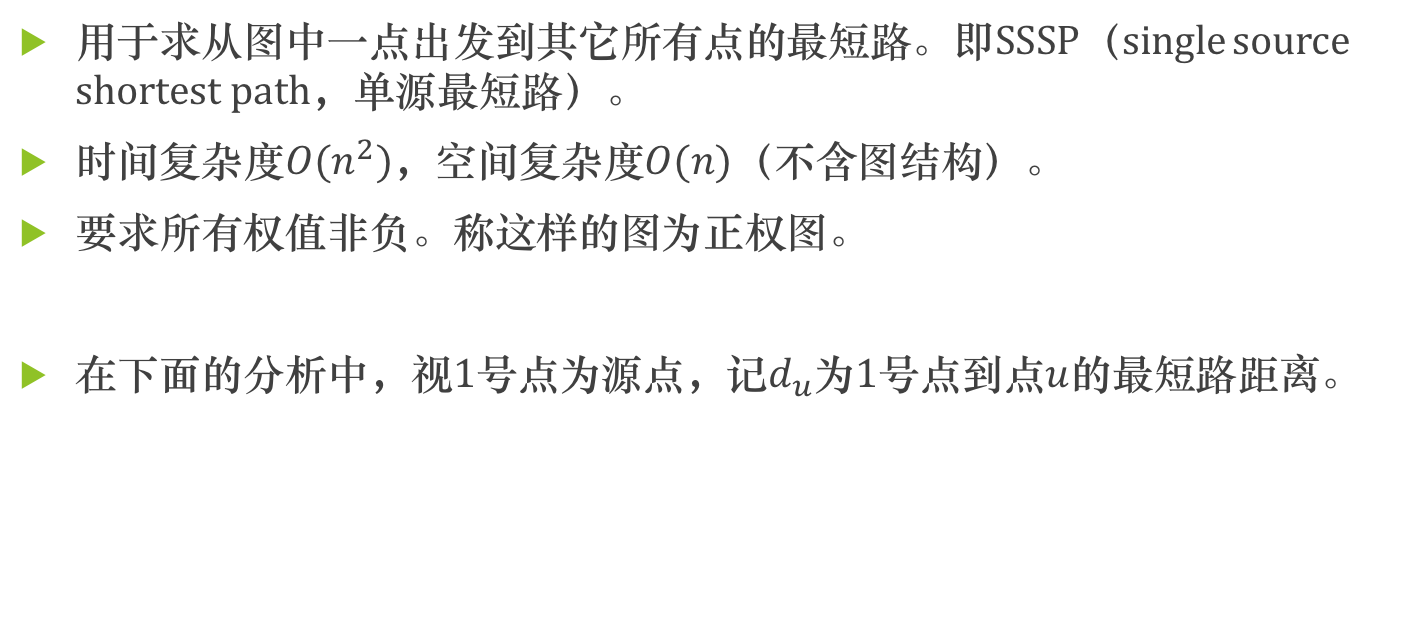 用于求从图中一点出发到其它所有点的最短路。即SSSP（single source
shortest path，单源最短路）。
时间复杂度O(n²)，空间复杂度O(n)（不含图结构）。
要求所有权值非负。称这样的图为正权图。
在下面的分析中，视1号点为源点，记dᵤ为1号点到点u的最短路距离。